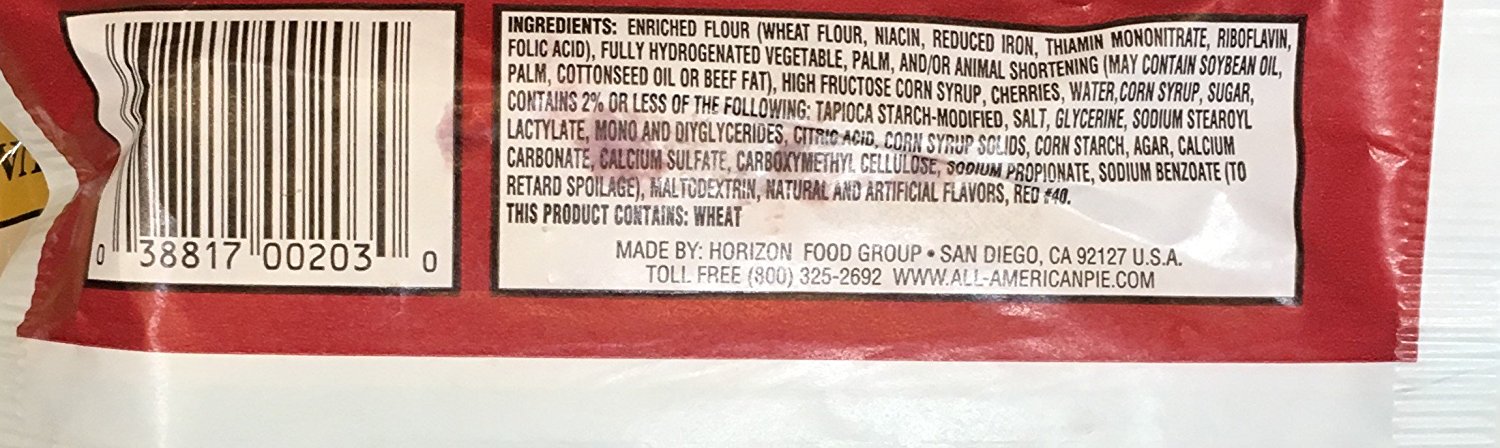 INGREDIENTS: ENRICHED FLOUR (WHEAT FLOUR, NIACIN, REDUCED IRON, THIAMIN MONONITRATE, RIBOFLAVIN,
FOLIC ACID), FULLY HYDROGENATED VEGETABLE, PALM, AND/OR ANIMAL SHORTENING (MAY CONTAIN SOYBEAN OIL,
PALM, COTTONSEED OIL OR BEEF FAT), HIGH FRUCTOSE CORN SYRUP, CHERRIES, WATER, CORN SYRUP, SUGAR,
CONTAINS 2% OR LESS OF THE FOLLOWING: TAPIOCA STARCH-MODIFIED, SALT, GLYCERINE, SODIUM STEAROYL
LACTYLATE, MONO AND DIYGLYCERIDES, CITRIC ACID, CORN SYRUP SOLIDS, CORN STARCH, AGAR, CALCIUM
CARBONATE, CALCIUM SULFATE, CARBOXYMETHYL CELLULOSE, SODIUM PROPIONATE, SODIUM BENZOATE (TO
RETARD SPOILAGE), MALTODEXTRIN, NATURAL AND ARTIFICIAL FLAVORS, RED #40.
THIS PRODUCT CONTAINS: WHEAT
MADE BY: HORIZON FOOD GROUP • SAN DIEGO, CA 92127 U.S.A.
TOLL FREE (800) 325-2692 WWW.ALL-AMERICANPIE.COM
0 38817 00203 0